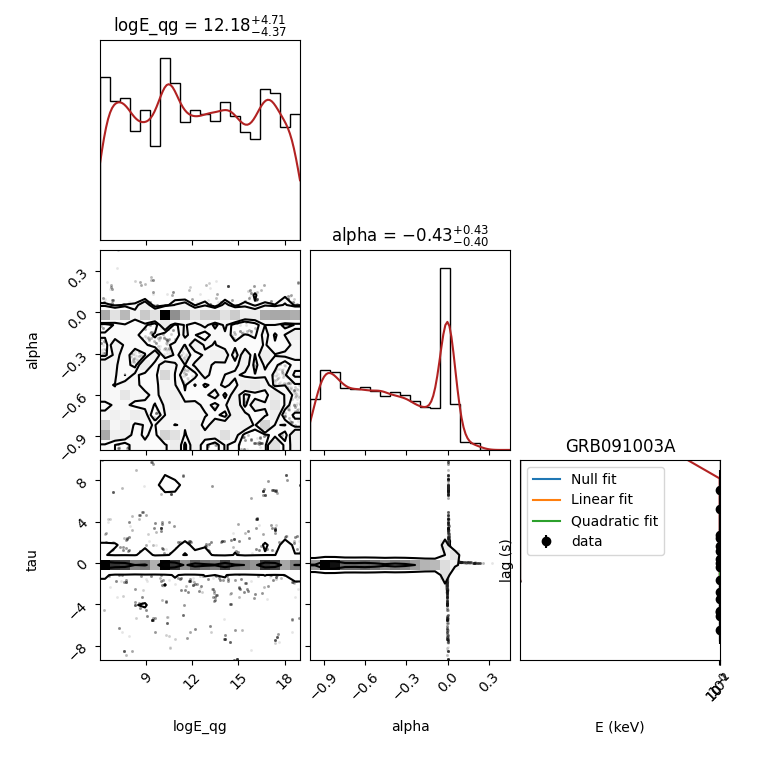 logE_qg = 12.18+4.71−4.37
alpha = −0.43+0.43−0.40
alpha
0.3
0.0
−0.3
−0.6
−0.9
GRB091003A
Null fit
Linear fit
Quadratic fit
data
tau
8
4
0
−4
−8
lag (s)
9
12
15
18
−0.9
−0.6
−0.3
0.0
0.3
logE_qg
alpha
E (keV)